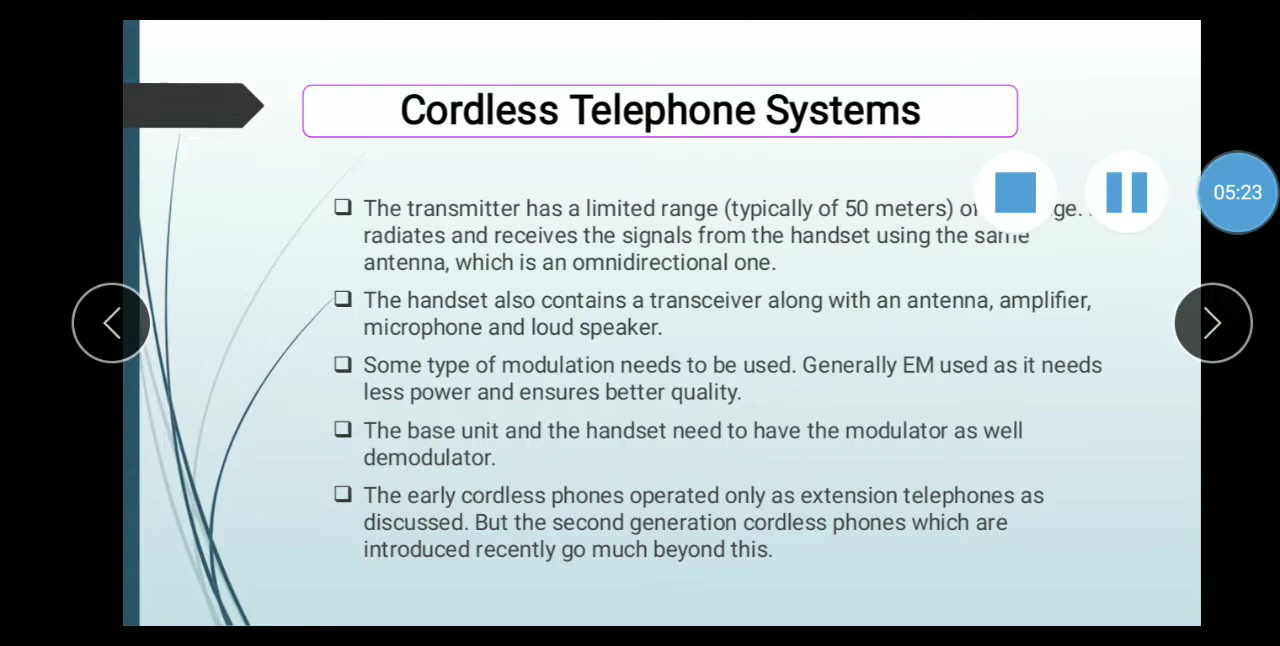 Cordless Telephone Systems
05:23
The transmitter has a limited range (typically of 50 meters)
radiates and receives the signals from the handset using the same
antenna, which is an omnidirectional one.
The handset also contains a transceiver along with an antenna, amplifier,
microphone and loud speaker.
Some type of modulation needs to be used. Generally EM used as it needs
less power and ensures better quality.
The base unit and the handset need to have the modulator as well
demodulator.
The early cordless phones operated only as extension telephones as
discussed. But the second generation cordless phones which are
introduced recently go much beyond this.